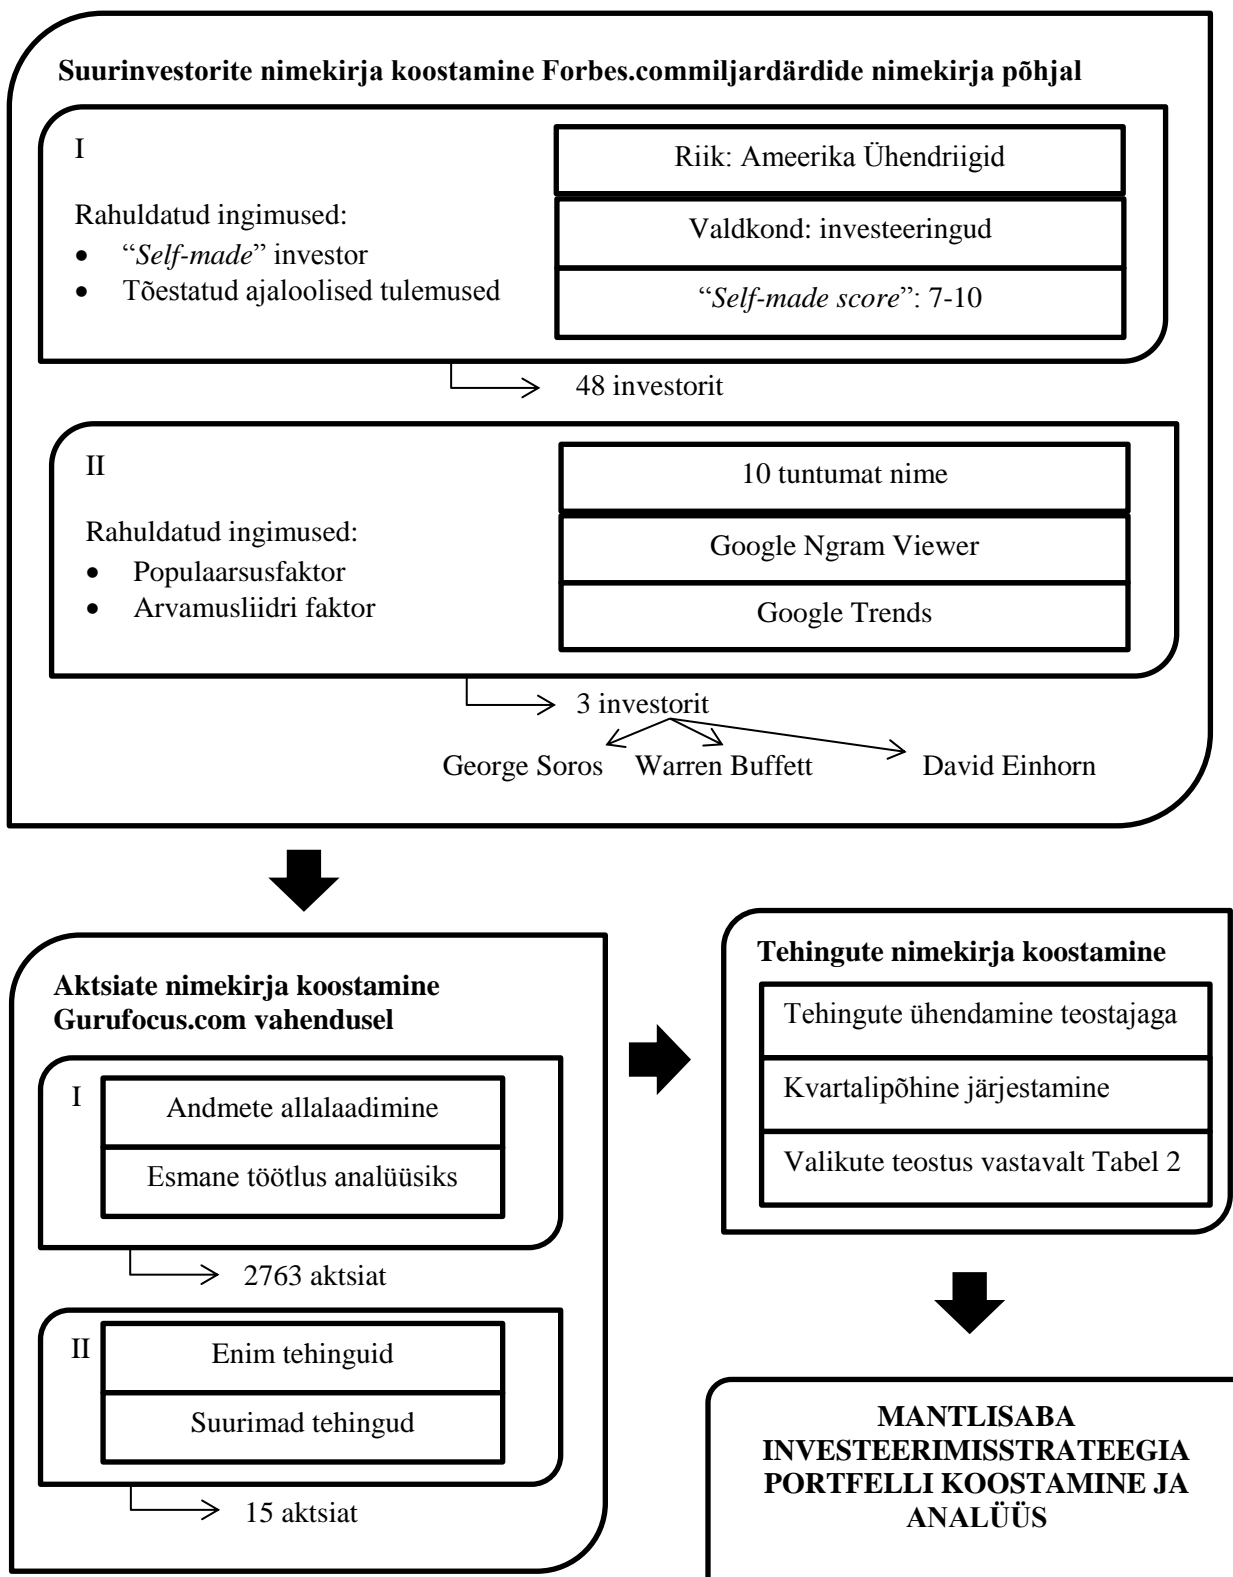 Suurinvestorite nimekirja koostamine Forbes.commiljardärdide nimekirja põhjal
I
Rahuldatud ingimused:
• “Self-made” investor
• Tõestatud ajaloolised tulemused
Riik: Ameerika Ühendriigid
Valdkond: investeeringud
“Self-made score”: 7-10
48 investorit
II
Rahuldatud ingimused:
• Populaarsusfaktor
• Arvamusliidri faktor
10 tuntumat nime
Google Ngram Viewer
Google Trends
3 investorit
George Soros
Warren Buffett
David Einhorn
Aktsiate nimekirja koostamine
Gurufocus.com vahendusel
I
Andmete allalaadimine
Esmane töötlus analüüsiks
2763 aktsiat
II
Enim tehinguid
Suurimad tehingud
15 aktsiat
Tehingute nimekirja koostamine
Tehingute ühendamine teostajaga
Kvartalipõhine järjestamine
Valikute teostus vastavalt Tabel 2
MANTLISABA
INVESTEERIMISSTRATEEGIA
PORTFELLI KOOSTAMINE JA
ANALÜÜS